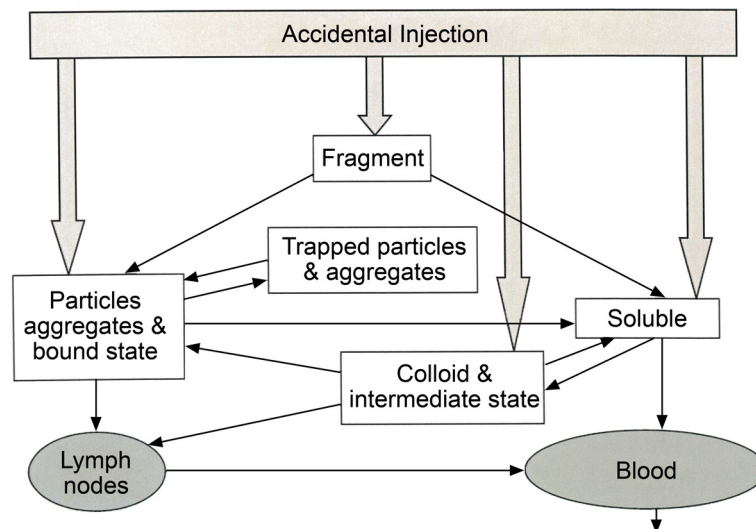 Accidental Injection
Fragment
Trapped particles
& aggregates
Particles
aggregates &
bound state
Soluble
Colloid &
intermediate state
Lymph
nodes
Blood